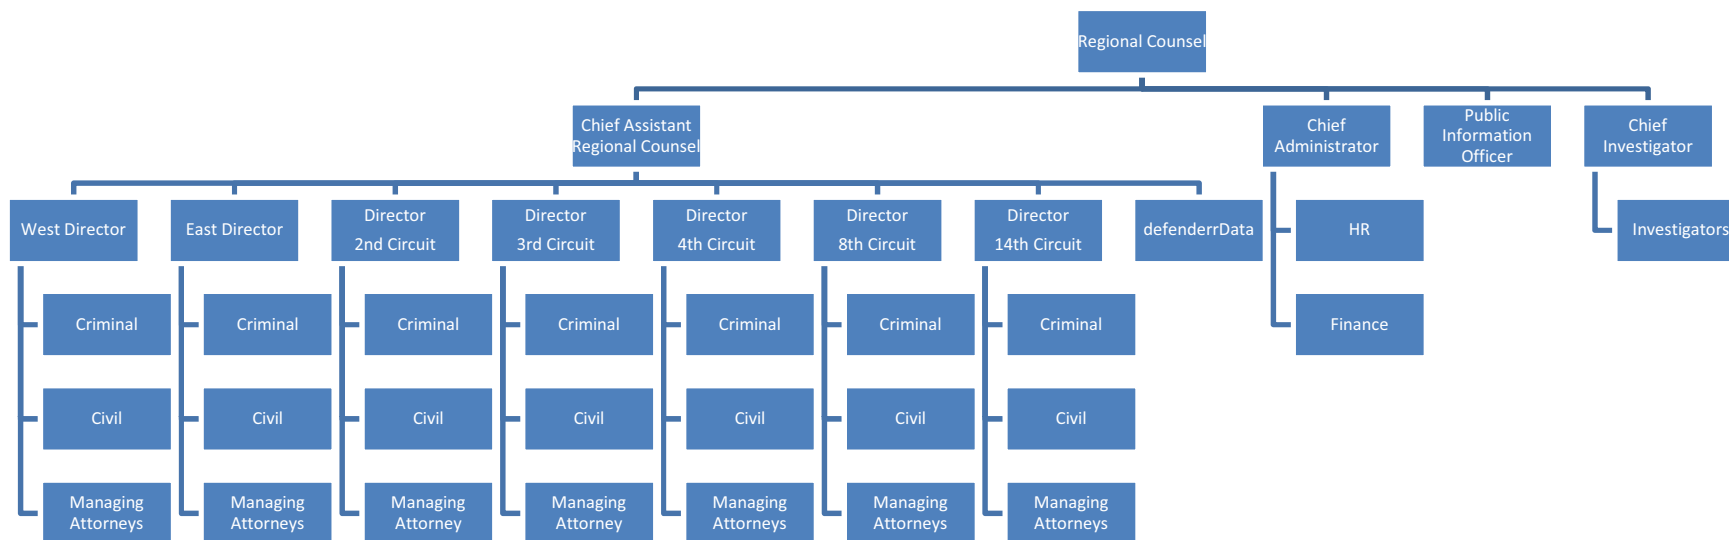 Regional Counsel
Chief Assistant
Regional Counsel
Chief
Administrator
Public
Information
Officer
Chief
Investigator
West Director
East Director
Director
2nd Circuit
Director
3rd Circuit
Director
4th Circuit
Director
8th Circuit
Director
14th Circuit
defenderrData
HR
Investigators
Criminal
Criminal
Criminal
Criminal
Criminal
Criminal
Criminal
Finance
Civil
Civil
Civil
Civil
Civil
Civil
Civil
Managing
Attorneys
Managing
Attorneys
Managing
Attorney
Managing
Attorney
Managing
Attorneys
Managing
Attorneys
Managing
Attorneys